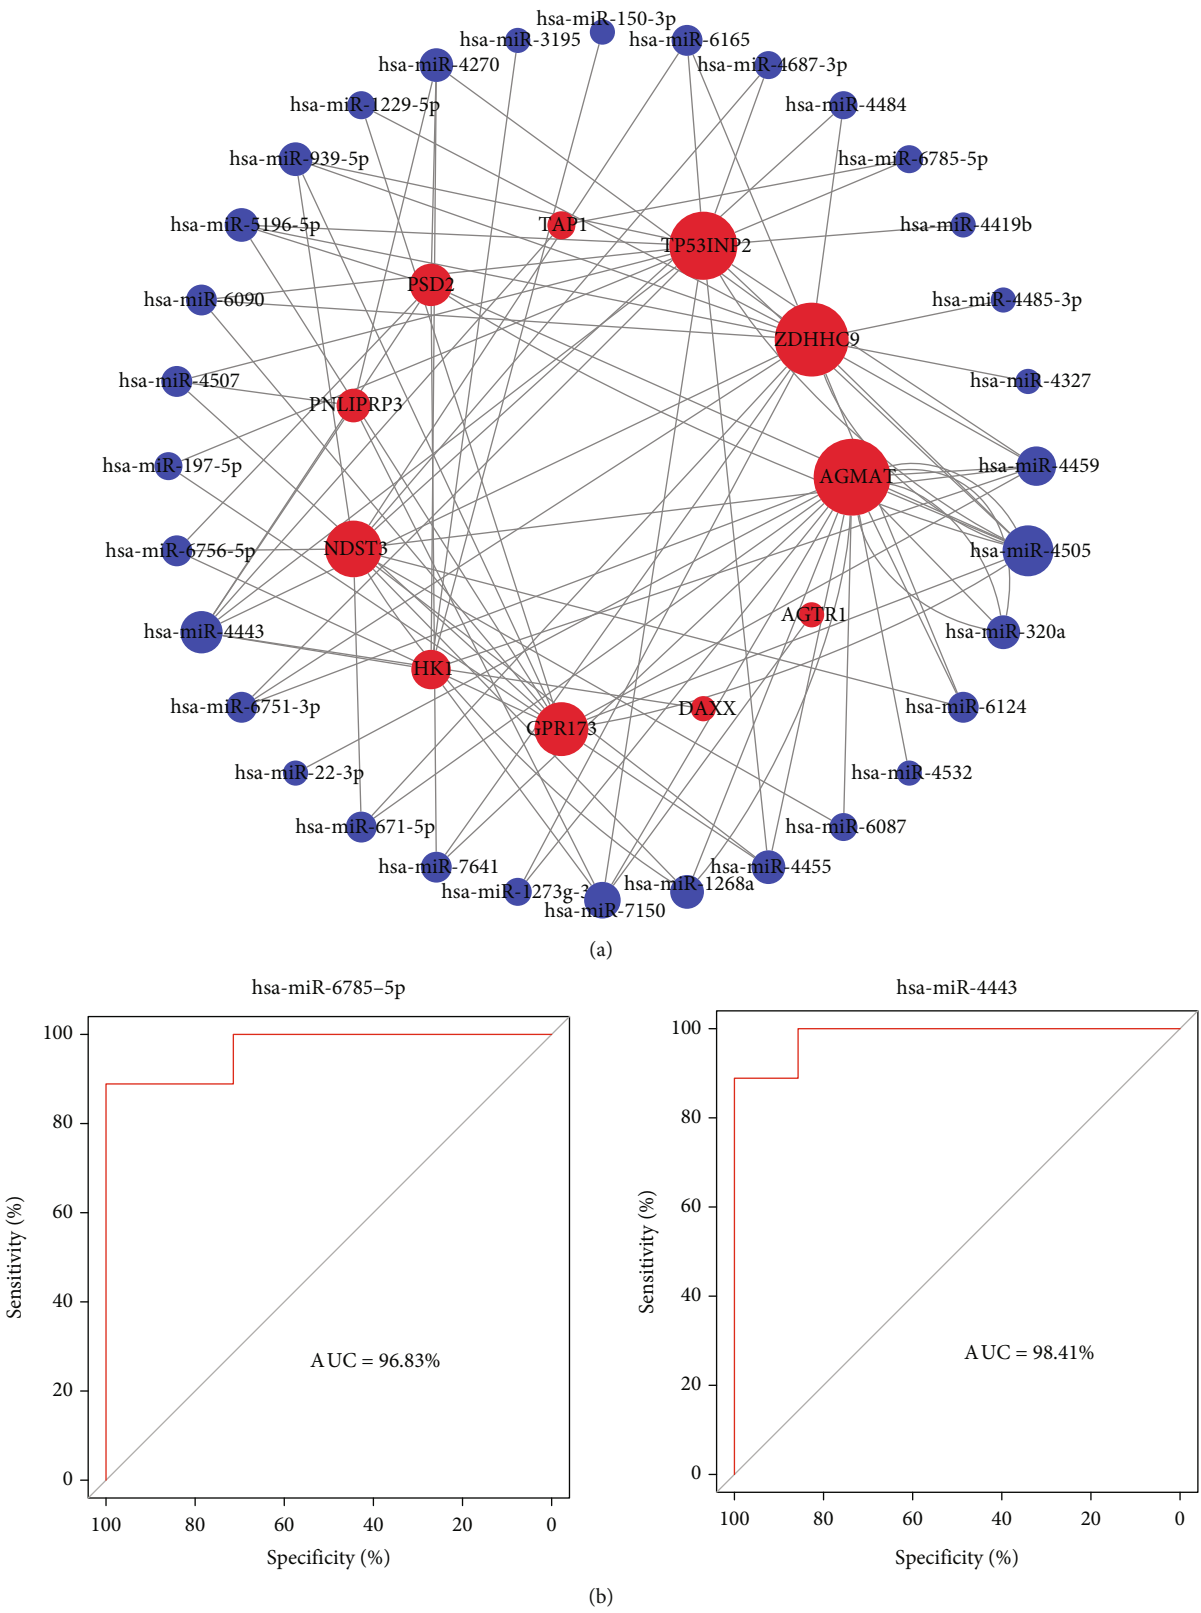 hsa-miR-150-3p
hsa-miR-3195
hsa-miR-6165
hsa-miR-4270
hsa-miR-4687-3p
hsa-miR-1229-5p
hsa-miR-4484
hsa-miR-939-5p
hsa-miR-6785-5p
hsa-miR-5196-5p
TAP1
TP53INP2
hsa-miR-4419b
PSD2
hsa-miR-6090
hsa-miR-4485-3p
ZDHHC9
hsa-miR-4507
hsa-miR-4327
PNLIPRP3
hsa-miR-197-5p
hsa-miR-4459
AGMAT
hsa-miR-6756-5p
NDST3
hsa-miR-4505
AGTR1
hsa-miR-4443
hsa-miR-320a
HK1
hsa-miR-6751-3p
DAXX
hsa-miR-6124
GPR173
hsa-miR-22-3p
hsa-miR-4532
hsa-miR-671-5p
hsa-miR-6087
hsa-miR-7641
hsa-miR-4455
hsa-miR-1273g-3
hsa-miR-1268a
hsa-miR-7150
(a)
hsa-miR-6785–5p
100
80
60
40
20
0
Sensitivity (%)
AUC = 96.83%
100 80 60 40 20 0
Specificity (%)
hsa-miR-4443
100
80
60
40
20
0
Sensitivity (%)
AUC = 98.41%
100 80 60 40 20 0
Specificity (%)
(b)